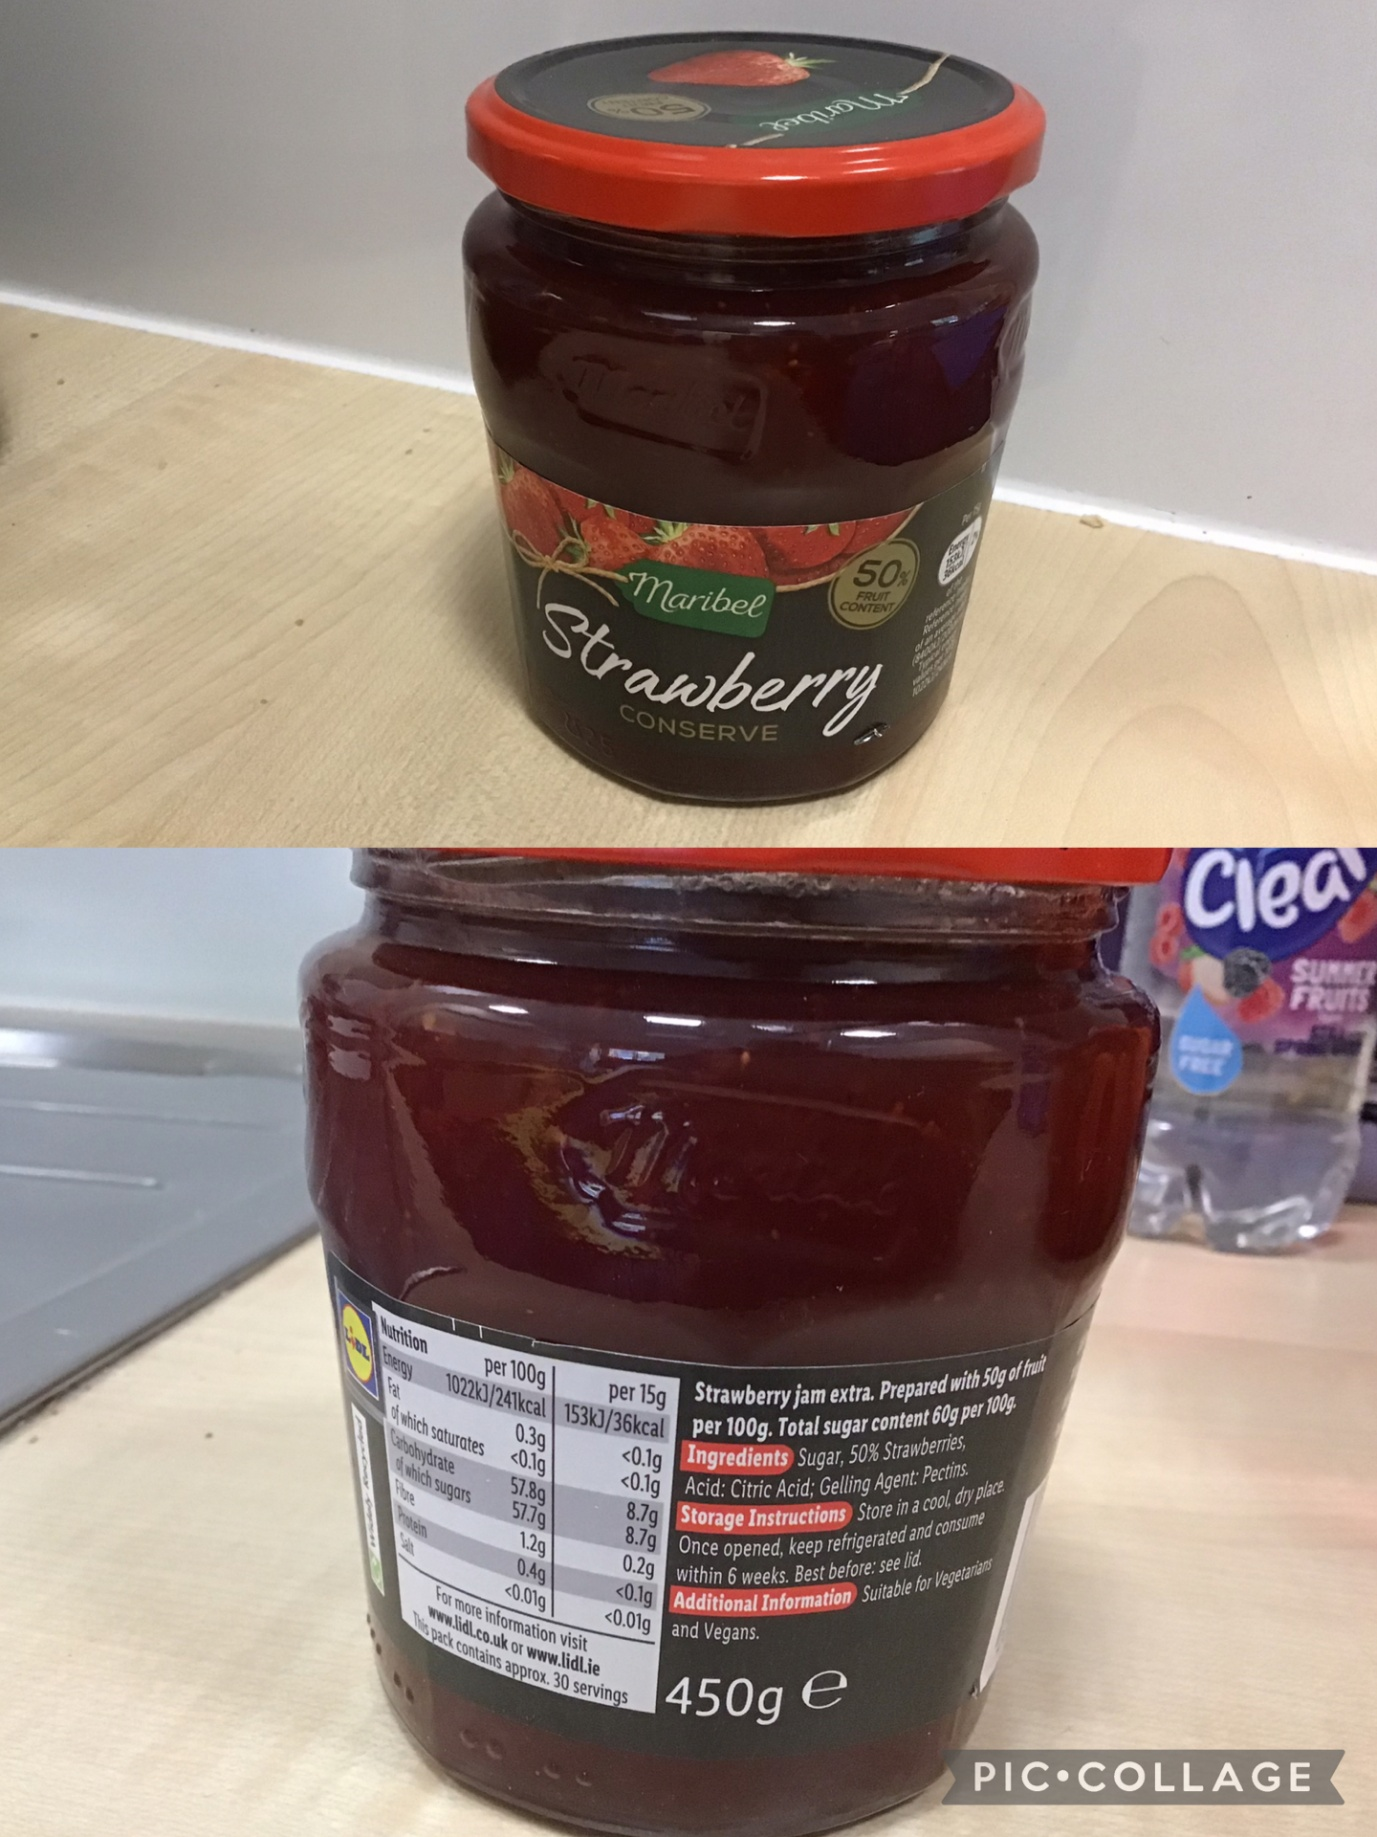 Maribel
50%
Maribel
50%
FRUIT
CONTENT
Strawberry
CONSERVE
Clear
SUMMER
FRUITS
SUGAR
FREE
LIDL
Widely Recycled
Nutrition
per 100g per 15g
Energy 1022kJ/241kcal 153kJ/36kcal
Fat 0.3g <0.1g
of which saturates <0.1g <0.1g
Carbohydrate 57.8g 8.7g
of which sugars 57.7g 8.7g
Fibre 1.2g 0.2g
Protein 0.4g <0.1g
Salt <0.01g <0.01g
For more information visit
www.lidl.co.uk or www.lidl.ie
This pack contains approx. 30 servings
Strawberry jam extra. Prepared with 50g of fruit
per 100g. Total sugar content 60g per 100g.
Ingredients Sugar, 50% Strawberries,
Acid: Citric Acid; Gelling Agent: Pectins.
Storage Instructions Store in a cool, dry place.
Once opened, keep refrigerated and consume
within 6 weeks. Best before: see lid.
Additional Information Suitable for Vegetarians
and Vegans.
450g ℮
PIC•COLLAGE